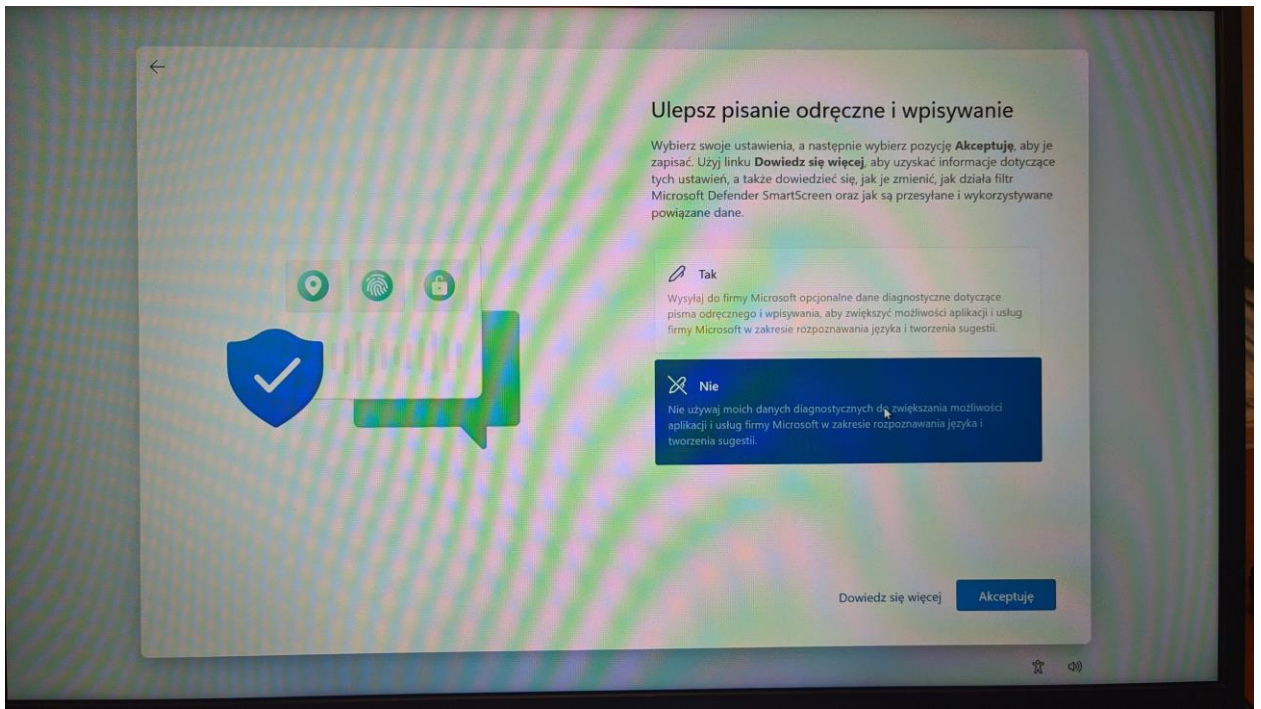 Ulepsz pisanie odręczne i wpisywanie
Wybierz swoje ustawienia, a następnie wybierz pozycję Akceptuję, aby je
zapisać. Użyj linku Dowiedz się więcej, aby uzyskać informacje dotyczące
tych ustawień, a także dowiedzieć się, jak je zmienić, jak działa filtr
Microsoft Defender SmartScreen oraz jak są przesyłane i wykorzystywane
powiązane dane.
Tak
Wysyłaj do firmy Microsoft opcjonalne dane diagnostyczne dotyczące
pisma odręcznego i wpisywania, aby zwiększyć możliwości aplikacji i usług
firmy Microsoft w zakresie rozpoznawania języka i tworzenia sugestii.
Nie
Nie używaj moich danych diagnostycznych do zwiększania możliwości
aplikacji i usług firmy Microsoft w zakresie rozpoznawania języka i
tworzenia sugestii.
Dowiedz się więcej
Akceptuję